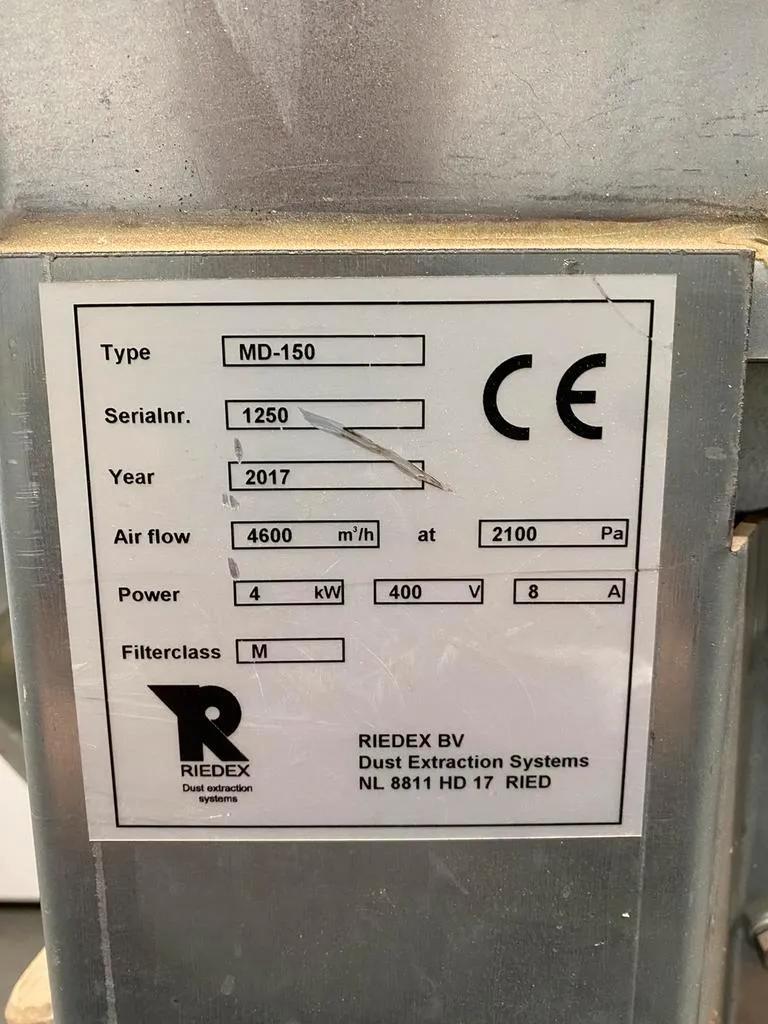 Type MD-150
CE
Serialnr. 1250
Year 2017
Air flow 4600 m³/h at 2100 Pa
Power 4 kW 400 V 8 A
Filterclass M
R
RIEDEX
Dust extraction
systems
RIEDEX BV
Dust Extraction Systems
NL 8811 HD 17 RIED